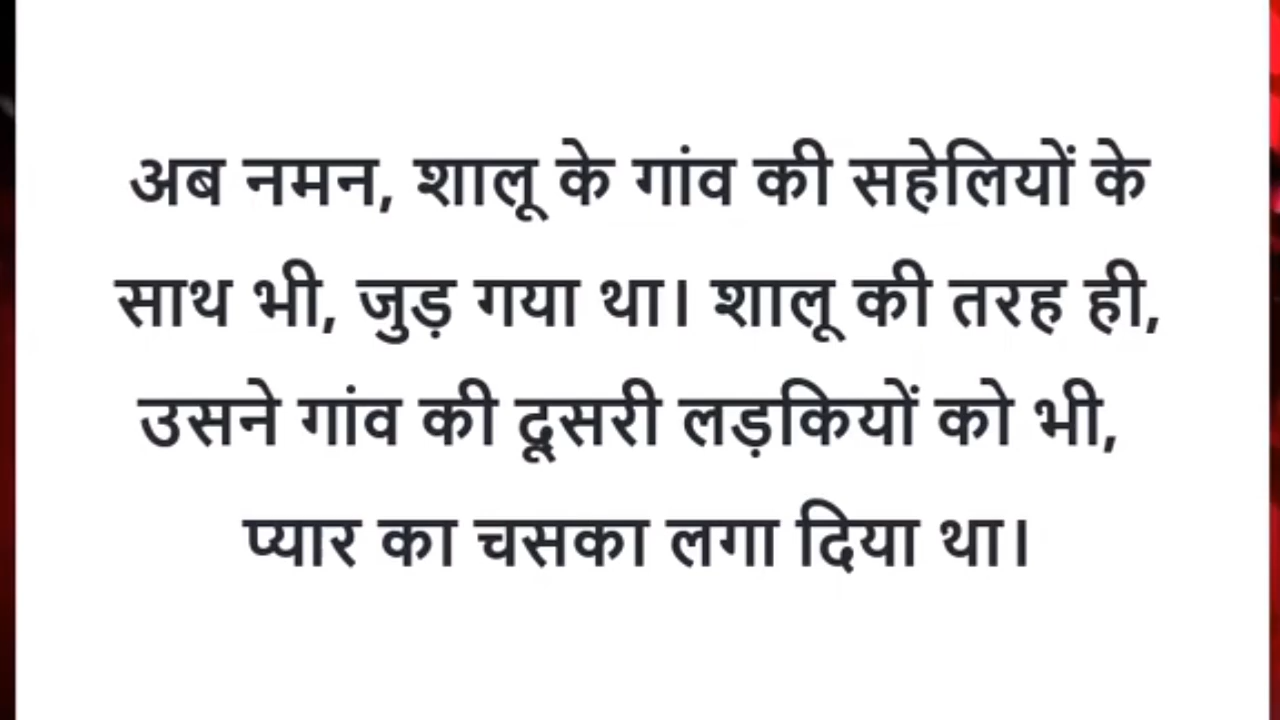 अब नमन, शालू के गांव की सहेलियों के
साथ भी, जुड़ गया था। शालू की तरह ही,
उसने गांव की दूसरी लड़कियों को भी,
प्यार का चसका लगा दिया था।